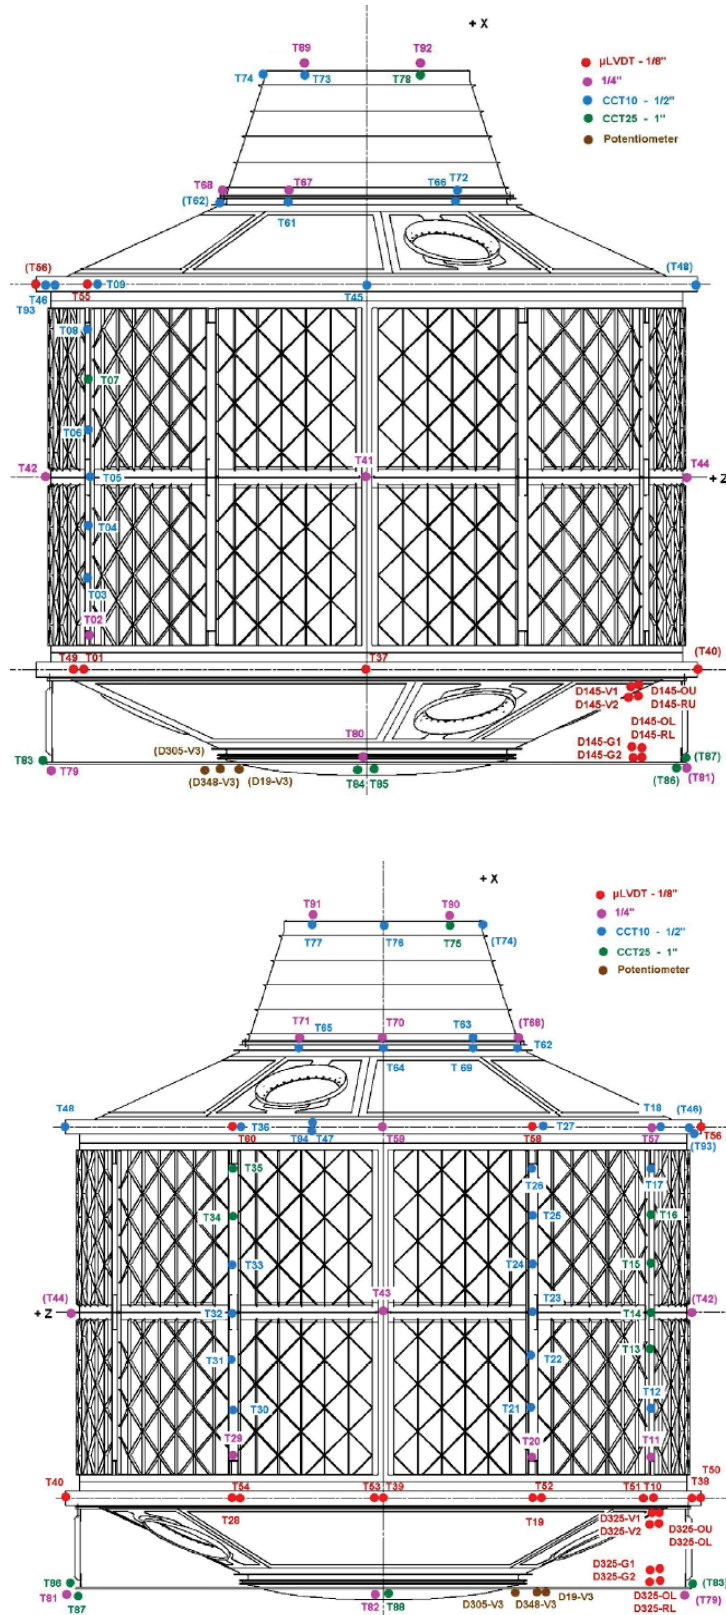 + X
T89 T92
µLVDT - 1/8"
1/4"
CCT10 - 1/2"
CCT25 - 1"
Potentiometer
T74 T73 T78
T68 T67 T66 T72
(T62) T61
(T56) (T48)
T46 T55 T09 T45
T93
T08
T07
T06
T42 T41 T44
T05 + Z
T04
T03
T02
T49 T01 T37 (T40)
D145-V1 D145-OU
D145-V2 D145-RU
D145-OL
D145-RL
T80 D145-G1
(D305-V3) D145-G2
T83 (T87)
T79 (D348-V3) (D19-V3) T84 T85 (T86) (T81)
+ X
µLVDT - 1/8"
1/4"
CCT10 - 1/2"
CCT25 - 1"
Potentiometer
T91 T90
T77 T76 T75 (T74)
T71 T65 T70 T63 (T68)
T64 T 69 T62
T48 T36 T27 T18 (T46)
T60 T94 T47 T59 T58 T57 T56
(T93)
T35 T26 T17
T34 T25 T16
T33 T24 T15
(T44) T43 T23 (T42)
+ Z T32 T14
T31 T22 T13
T30 T21 T12
T29 T20 T11
T40 T54 T53 T39 T52 T51 T10 T50
T38
T28 T19 D325-V1 D325-OU
D325-V2 D325-OL
D325-G1
D325-G2
T86 (T83)
T81 T87 T82 T88 D305-V3 D348-V3 D19-V3 D325-OL (T79)
D325-RL